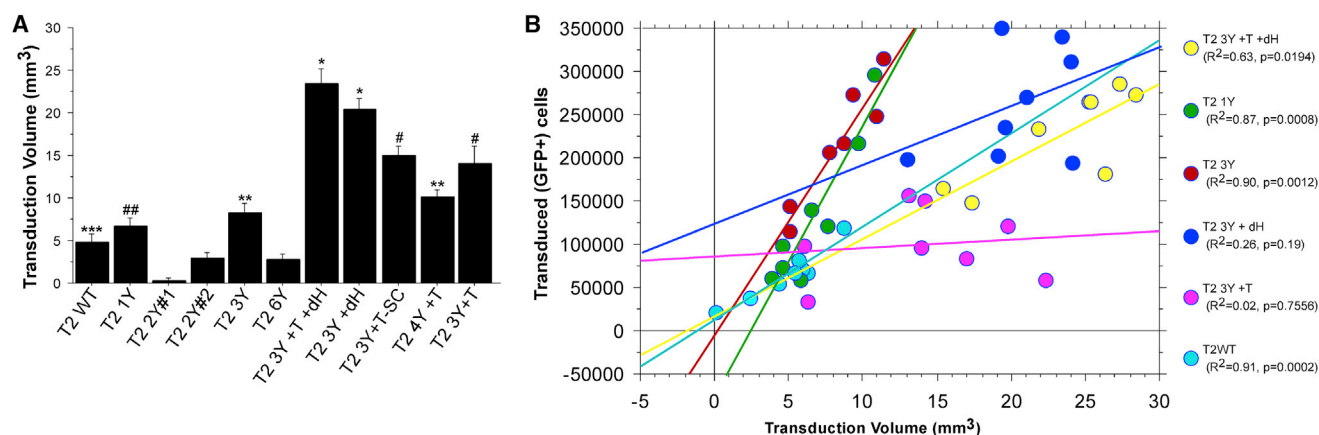 A
Transduction Volume (mm3)
30
25
20
15
10
5
0
***
##
**
*
*
#
**
#
T2 WT
T2 1Y
T2 2Y#1
T2 2Y#2
T2 3Y
T2 6Y
T2 3Y +T +dH
T2 3Y +dH
T2 3Y+T-SC
T2 4Y +T
T2 3Y+T
B
Transduced (GFP+) cells
350000
300000
250000
200000
150000
100000
50000
0
-50000
-5
0
5
10
15
20
25
30
Transduction Volume (mm3)
T2 3Y +T +dH
(R2=0.63, p=0.0194)
T2 1Y
(R2=0.87, p=0.0008)
T2 3Y
(R2=0.90, p=0.0012)
T2 3Y + dH
(R2=0.26, p=0.19)
T2 3Y +T
(R2=0.02, p=0.7556)
T2WT
(R2=0.91, p=0.0002)